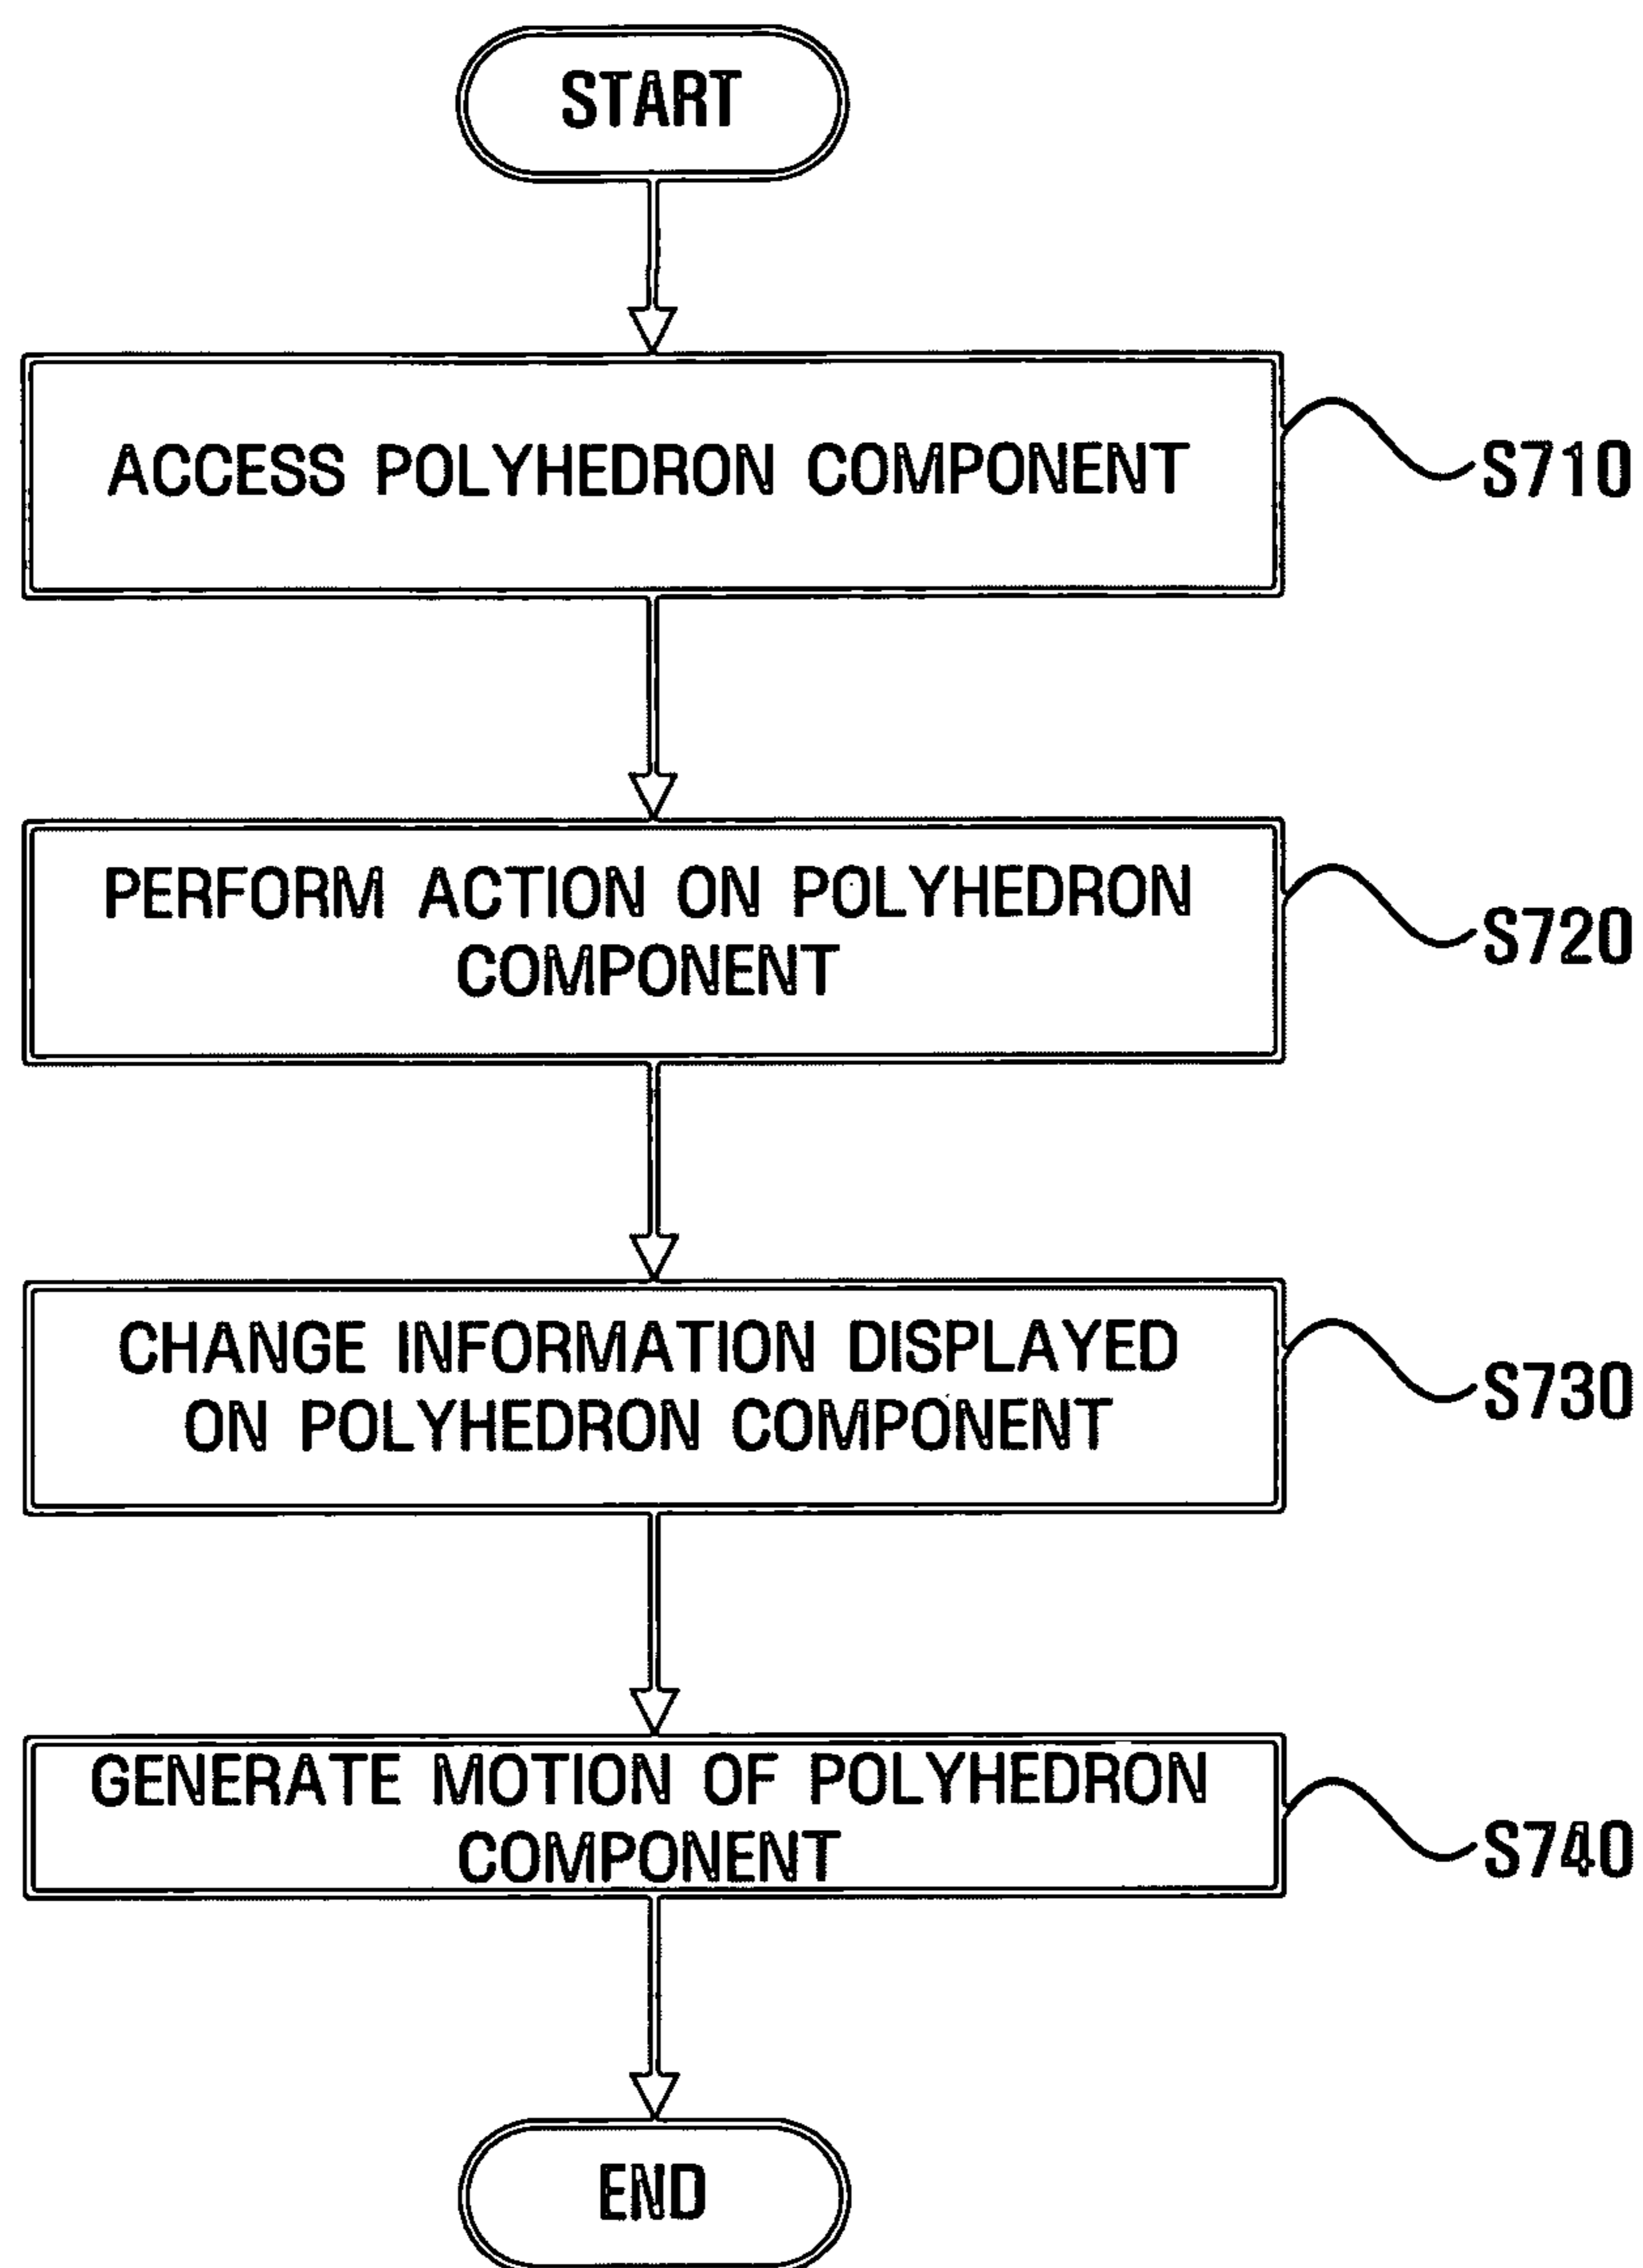 START
ACCESS POLYHEDRON COMPONENT
S710
PERFORM ACTION ON POLYHEDRON
COMPONENT
S720
CHANGE INFORMATION DISPLAYED
ON POLYHEDRON COMPONENT
S730
GENERATE MOTION OF POLYHEDRON
COMPONENT
S740
END